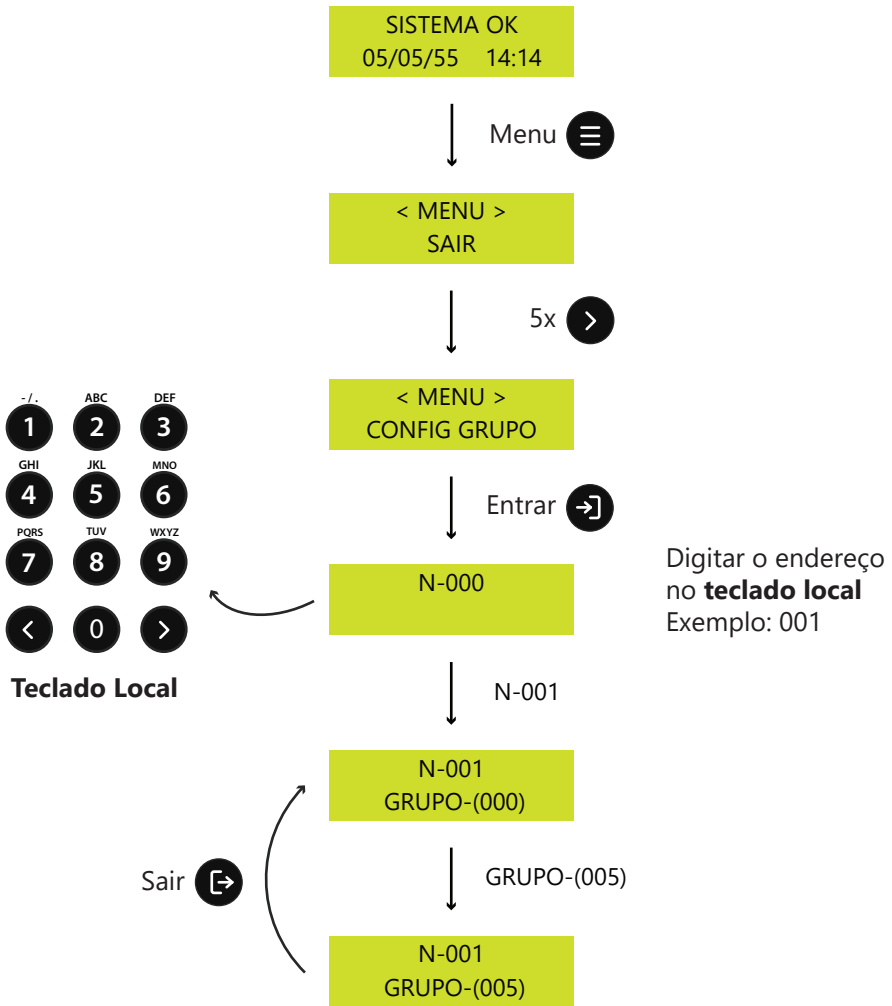 SISTEMA OK
05/05/55 14:14
Menu
< MENU >
SAIR
5x
< MENU >
CONFIG GRUPO
Entrar
-/. ABC DEF
1 2 3
GHI JKL MNO
4 5 6
PQRS TUV WXYZ
7 8 9
0
Teclado Local
N-000
Digitar o endereço
no teclado local
Exemplo: 001
N-001
N-001
GRUPO-(000)
Sair
GRUPO-(005)
N-001
GRUPO-(005)